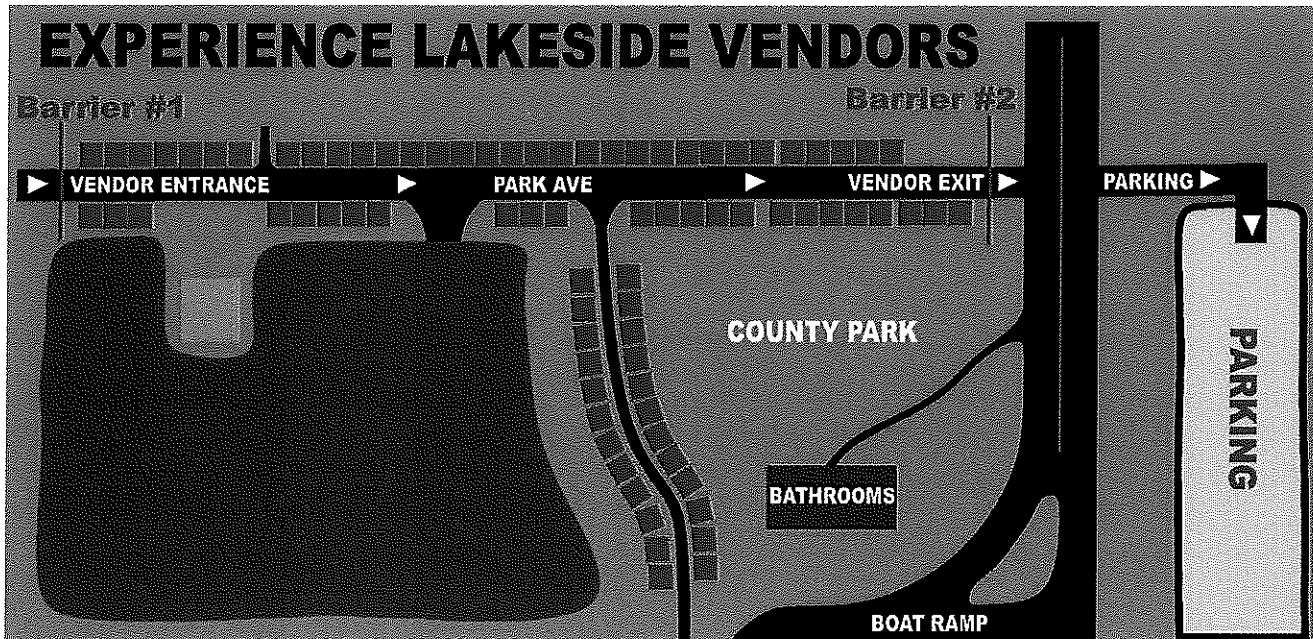 EXPERIENCE LAKESIDE VENDORS
Barrier #1
Barrier #2
VENDOR ENTRANCE
PARK AVE
VENDOR EXIT
PARKING
COUNTY PARK
PARKING
BATHROOMS
BOAT RAMP